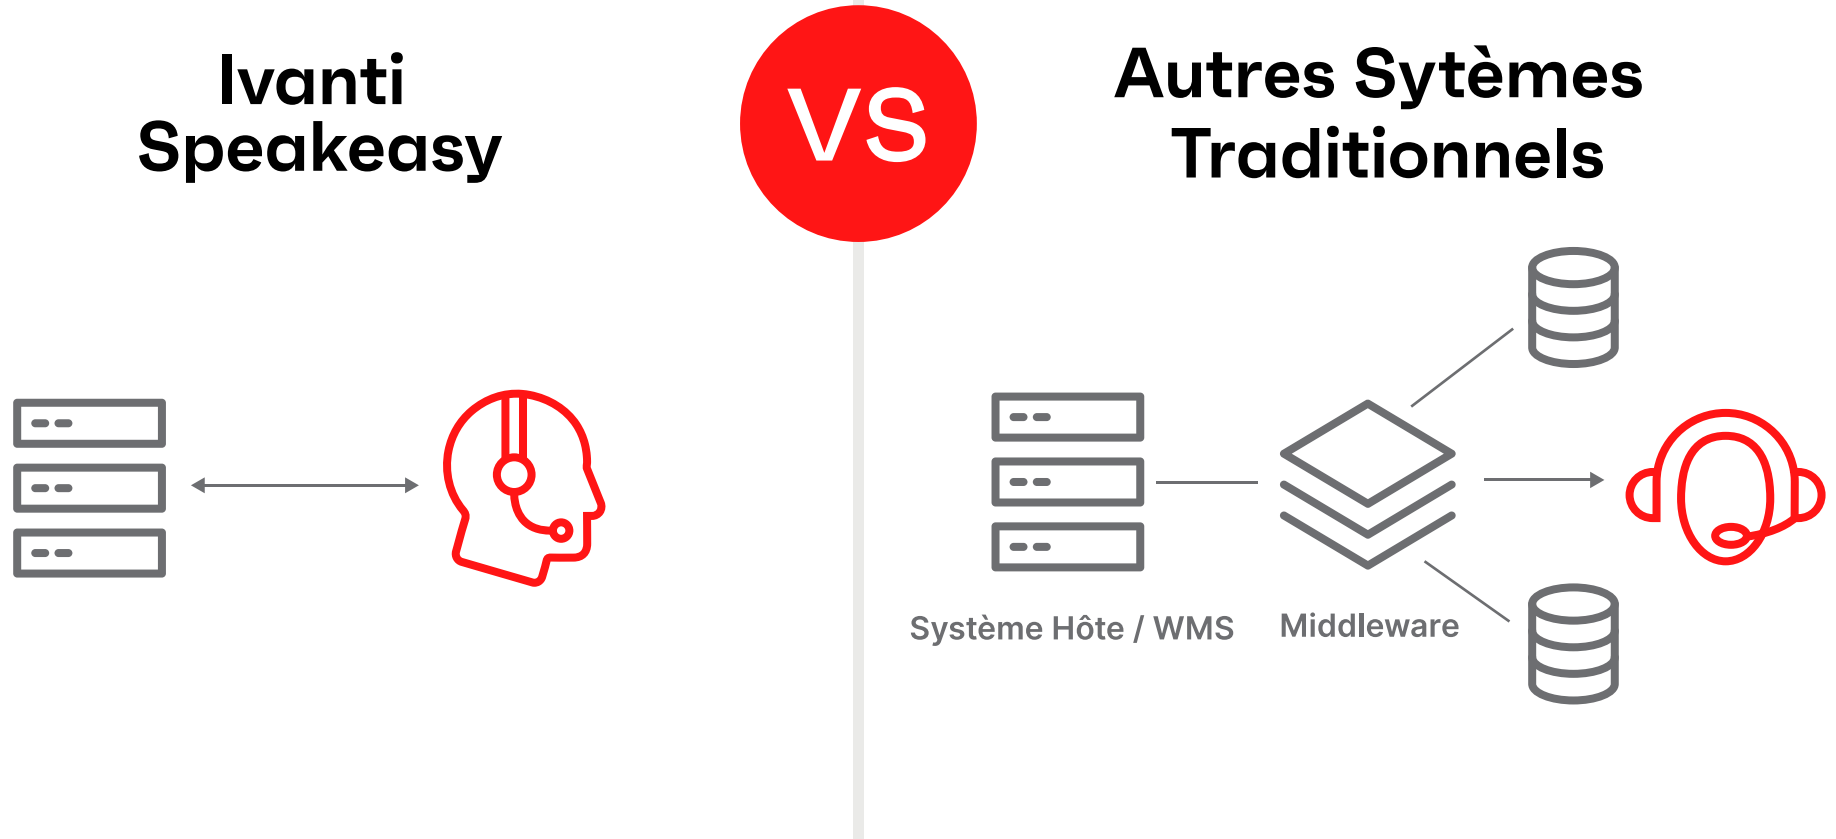 Ivanti
Speakeasy
VS
Autres Sytèmes
Traditionnels
Système Hôte / WMS
Middleware